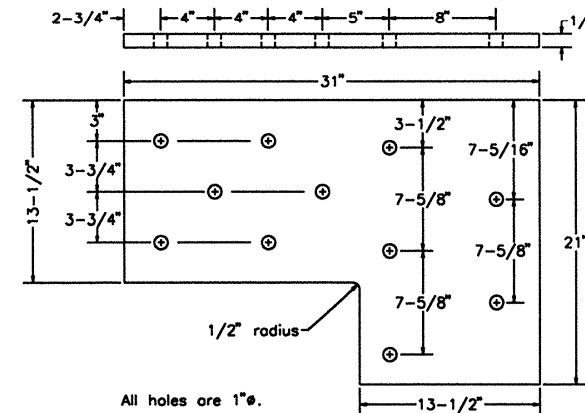 2-3/4" 4" 4" 4" 5" 8" 1/
31"
3" 3-1/2"
7-5/16"
3-3/4"
13-1/2" 7-5/8" 21"
3-3/4"
7-5/8"
7-5/8"
1/2" radius
All holes are 1"ø.
13-1/2"